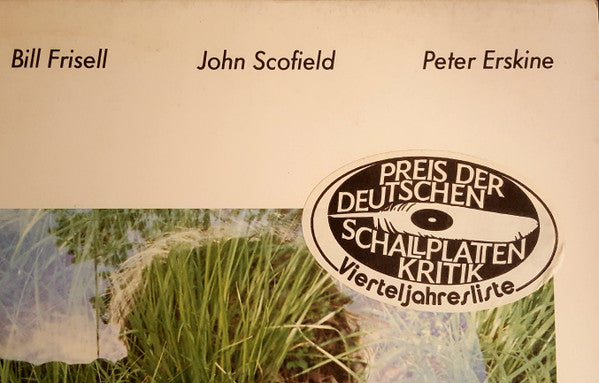 Bill Frisell John Scofield Peter Erskine
PREIS DER
DEUTSCHEN
SCHALLPLATTEN
KRITIK
Vierteljahresliste